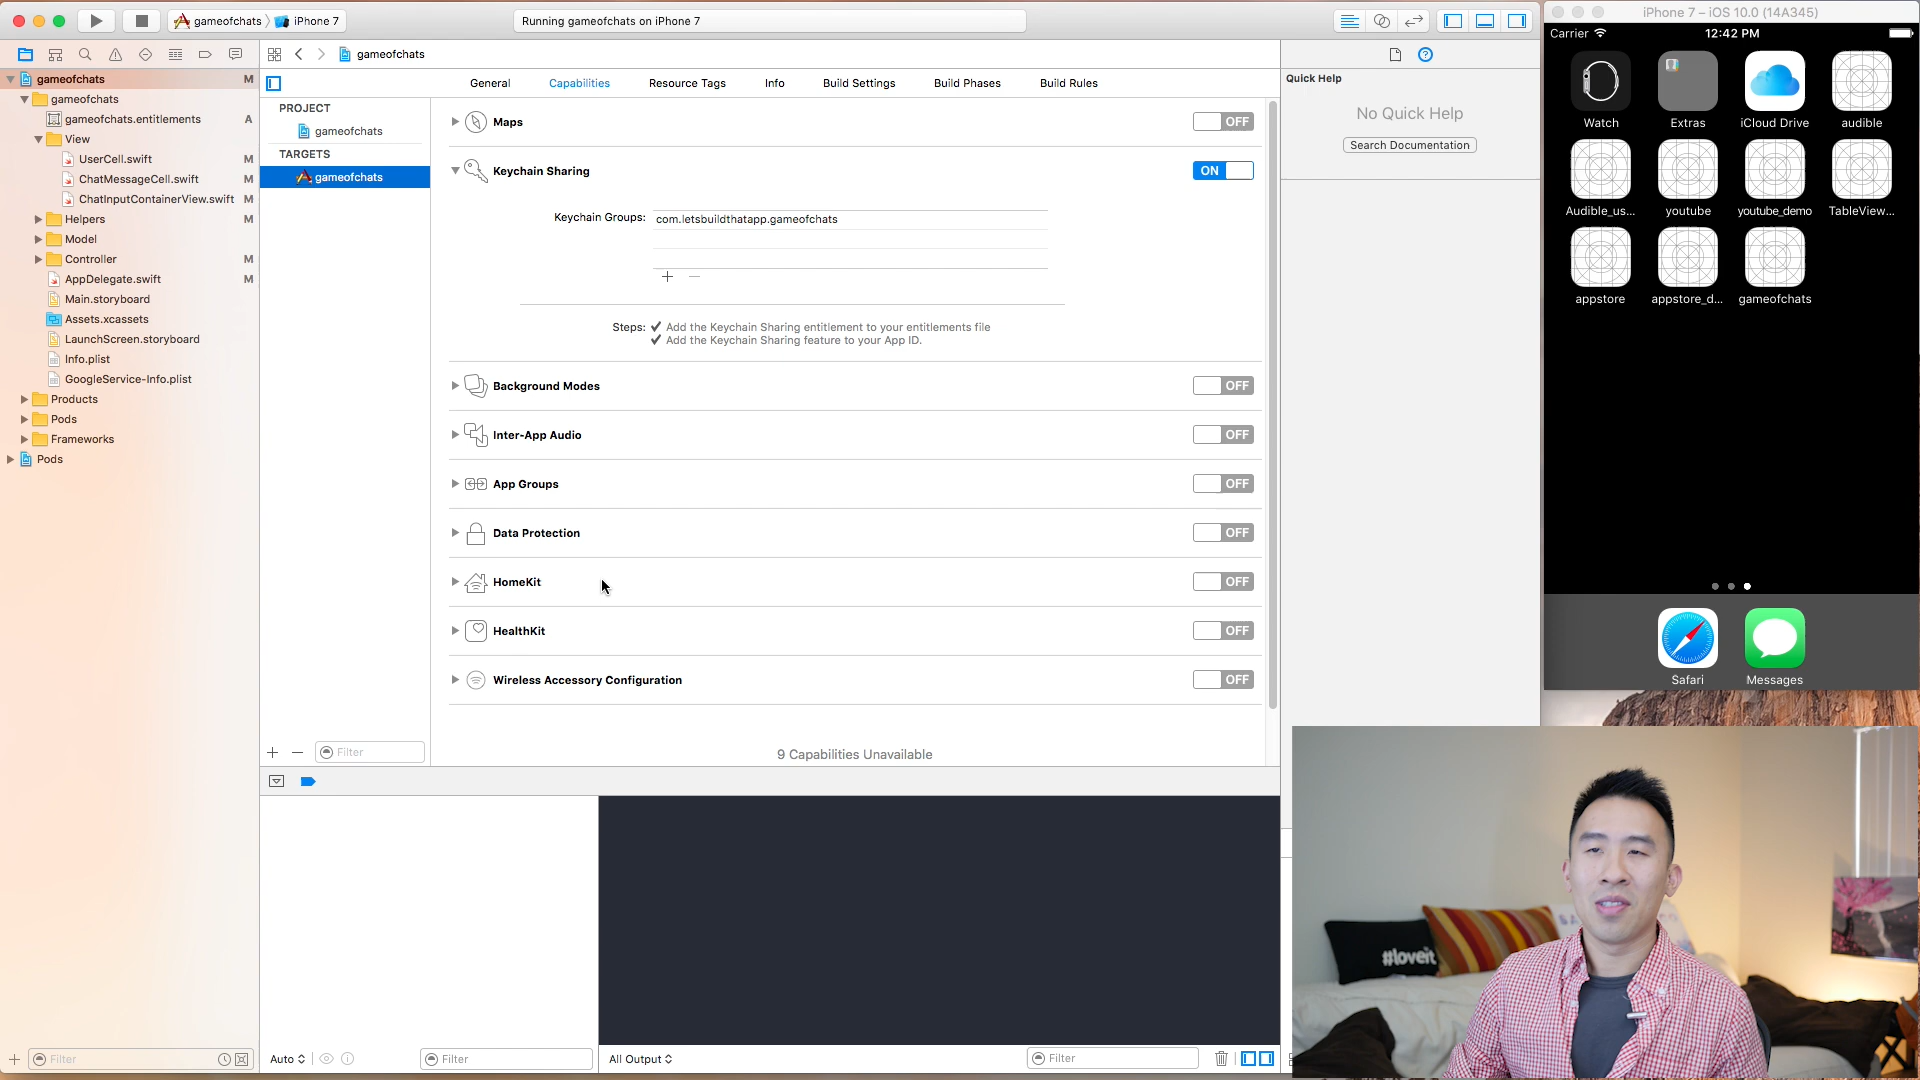 gameofchats
iPhone 7
Running gameofchats on iPhone 7
iPhone 7 – iOS 10.0 (14A345)
Carrier
12:42 PM
gameofchats M
gameofchats
gameofchats.entitlements A
View
UserCell.swift M
ChatMessageCell.swift M
ChatInputContainerView.swift M
Helpers M
Model
Controller M
AppDelegate.swift M
Main.storyboard
Assets.xcassets
LaunchScreen.storyboard
Info.plist
GoogleService-Info.plist
Products
Pods
Frameworks
Pods
Filter
gameofchats
General Capabilities Resource Tags Info Build Settings Build Phases Build Rules
PROJECT
gameofchats
TARGETS
gameofchats
Filter
Maps OFF
Keychain Sharing ON
Keychain Groups: com.letsbuildthatapp.gameofchats
Steps: ✔ Add the Keychain Sharing entitlement to your entitlements file
✔ Add the Keychain Sharing feature to your App ID.
Background Modes OFF
Inter-App Audio OFF
App Groups OFF
Data Protection OFF
HomeKit OFF
HealthKit OFF
Wireless Accessory Configuration OFF
9 Capabilities Unavailable
Auto
Filter
All Output
Filter
Quick Help
No Quick Help
Search Documentation
Watch Extras iCloud Drive audible
Audible_us... youtube youtube_demo TableView...
appstore appstore_d... gameofchats
Safari Messages
#loveit